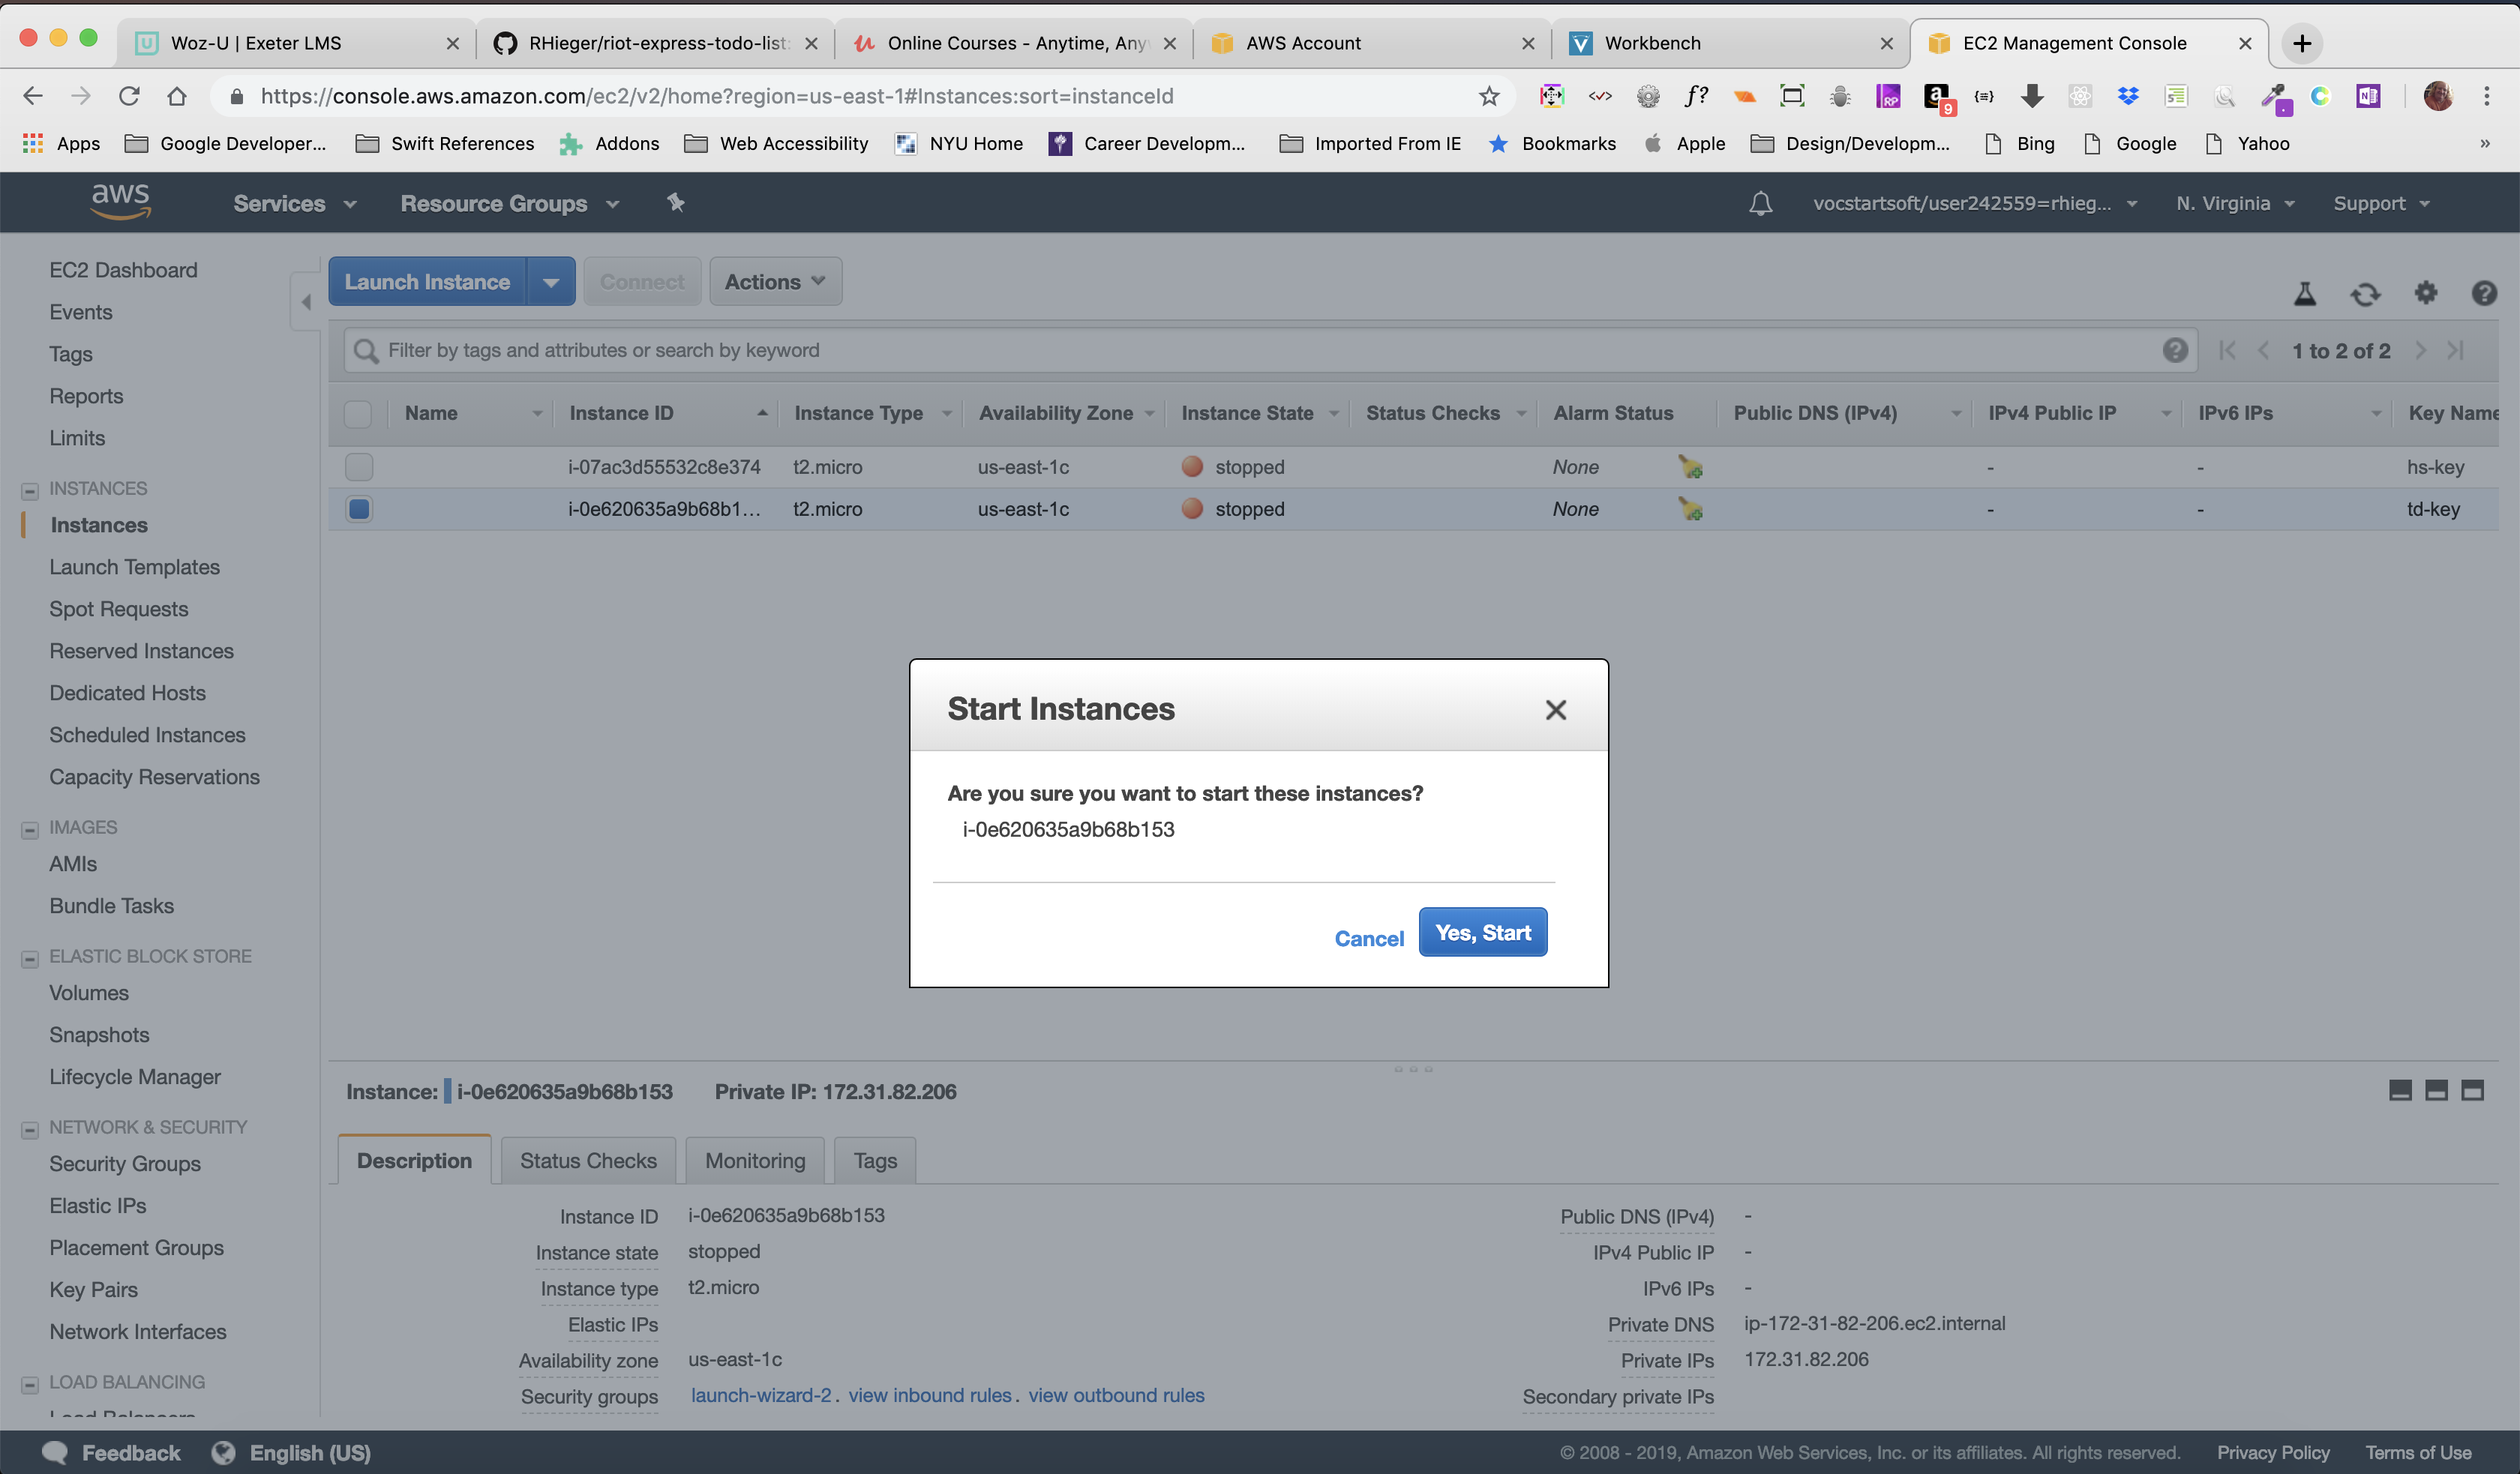 Woz-U | Exeter LMS
RHieger/riot-express-todo-list:
Online Courses - Anytime, Any
AWS Account
Workbench
EC2 Management Console
https://console.aws.amazon.com/ec2/v2/home?region=us-east-1#Instances:sort=instanceId
f?
RP
a
9
{≡}
5
N
Apps
Google Developer...
Swift References
Addons
Web Accessibility
NYU Home
Career Developm...
Imported From IE
Bookmarks
Apple
Design/Developm...
Bing
Google
Yahoo
»
aws
Services
Resource Groups
vocstartsoft/user242559=rhieg...
N. Virginia
Support
EC2 Dashboard
Events
Tags
Reports
Limits
INSTANCES
Instances
Launch Templates
Spot Requests
Reserved Instances
Dedicated Hosts
Scheduled Instances
Capacity Reservations
IMAGES
AMIs
Bundle Tasks
ELASTIC BLOCK STORE
Volumes
Snapshots
Lifecycle Manager
NETWORK & SECURITY
Security Groups
Elastic IPs
Placement Groups
Key Pairs
Network Interfaces
LOAD BALANCING
Load Balancers
Launch Instance
Connect
Actions
Filter by tags and attributes or search by keyword
1 to 2 of 2
Name Instance ID Instance Type Availability Zone Instance State Status Checks Alarm Status Public DNS (IPv4) IPv4 Public IP IPv6 IPs Key Name
i-07ac3d55532c8e374 t2.micro us-east-1c stopped None - - hs-key
i-0e620635a9b68b1... t2.micro us-east-1c stopped None - - td-key
Start Instances
Are you sure you want to start these instances?
i-0e620635a9b68b153
Cancel
Yes, Start
Instance: i-0e620635a9b68b153 Private IP: 172.31.82.206
Description
Status Checks
Monitoring
Tags
Instance ID i-0e620635a9b68b153
Instance state stopped
Instance type t2.micro
Elastic IPs
Availability zone us-east-1c
Security groups launch-wizard-2. view inbound rules. view outbound rules
Public DNS (IPv4) -
IPv4 Public IP -
IPv6 IPs -
Private DNS ip-172-31-82-206.ec2.internal
Private IPs 172.31.82.206
Secondary private IPs
Feedback
English (US)
© 2008 - 2019, Amazon Web Services, Inc. or its affiliates. All rights reserved.
Privacy Policy
Terms of Use